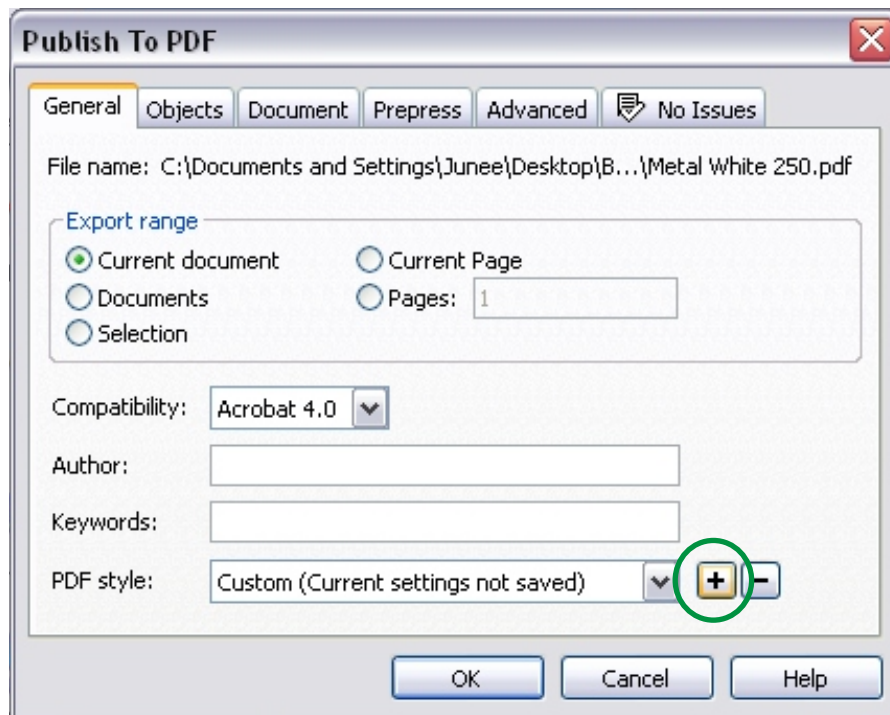 Publish To PDF
General Objects Document Prepress Advanced No Issues
File name: C:\Documents and Settings\Junee\Desktop\B...\Metal White 250.pdf
Export range
Current document Current Page
Documents Pages: 1
Selection
Compatibility: Acrobat 4.0
Author:
Keywords:
PDF style: Custom (Current settings not saved) + −
OK Cancel Help